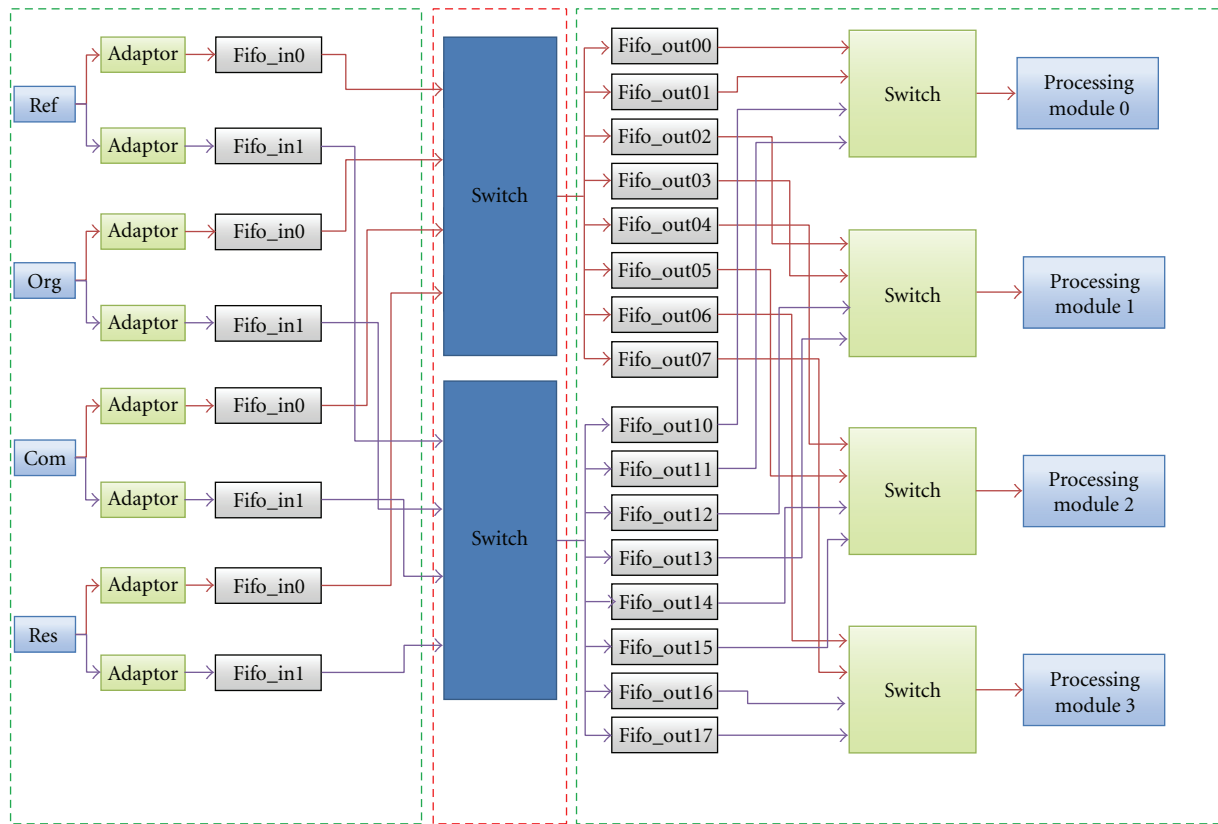 Ref
Adaptor
Fifo_in0
Adaptor
Fifo_in1
Org
Adaptor
Fifo_in0
Adaptor
Fifo_in1
Com
Adaptor
Fifo_in0
Adaptor
Fifo_in1
Res
Adaptor
Fifo_in0
Adaptor
Fifo_in1
Switch
Switch
Fifo_out00
Fifo_out01
Fifo_out02
Fifo_out03
Fifo_out04
Fifo_out05
Fifo_out06
Fifo_out07
Fifo_out10
Fifo_out11
Fifo_out12
Fifo_out13
Fifo_out14
Fifo_out15
Fifo_out16
Fifo_out17
Switch
Processing
module 0
Switch
Processing
module 1
Switch
Processing
module 2
Switch
Processing
module 3